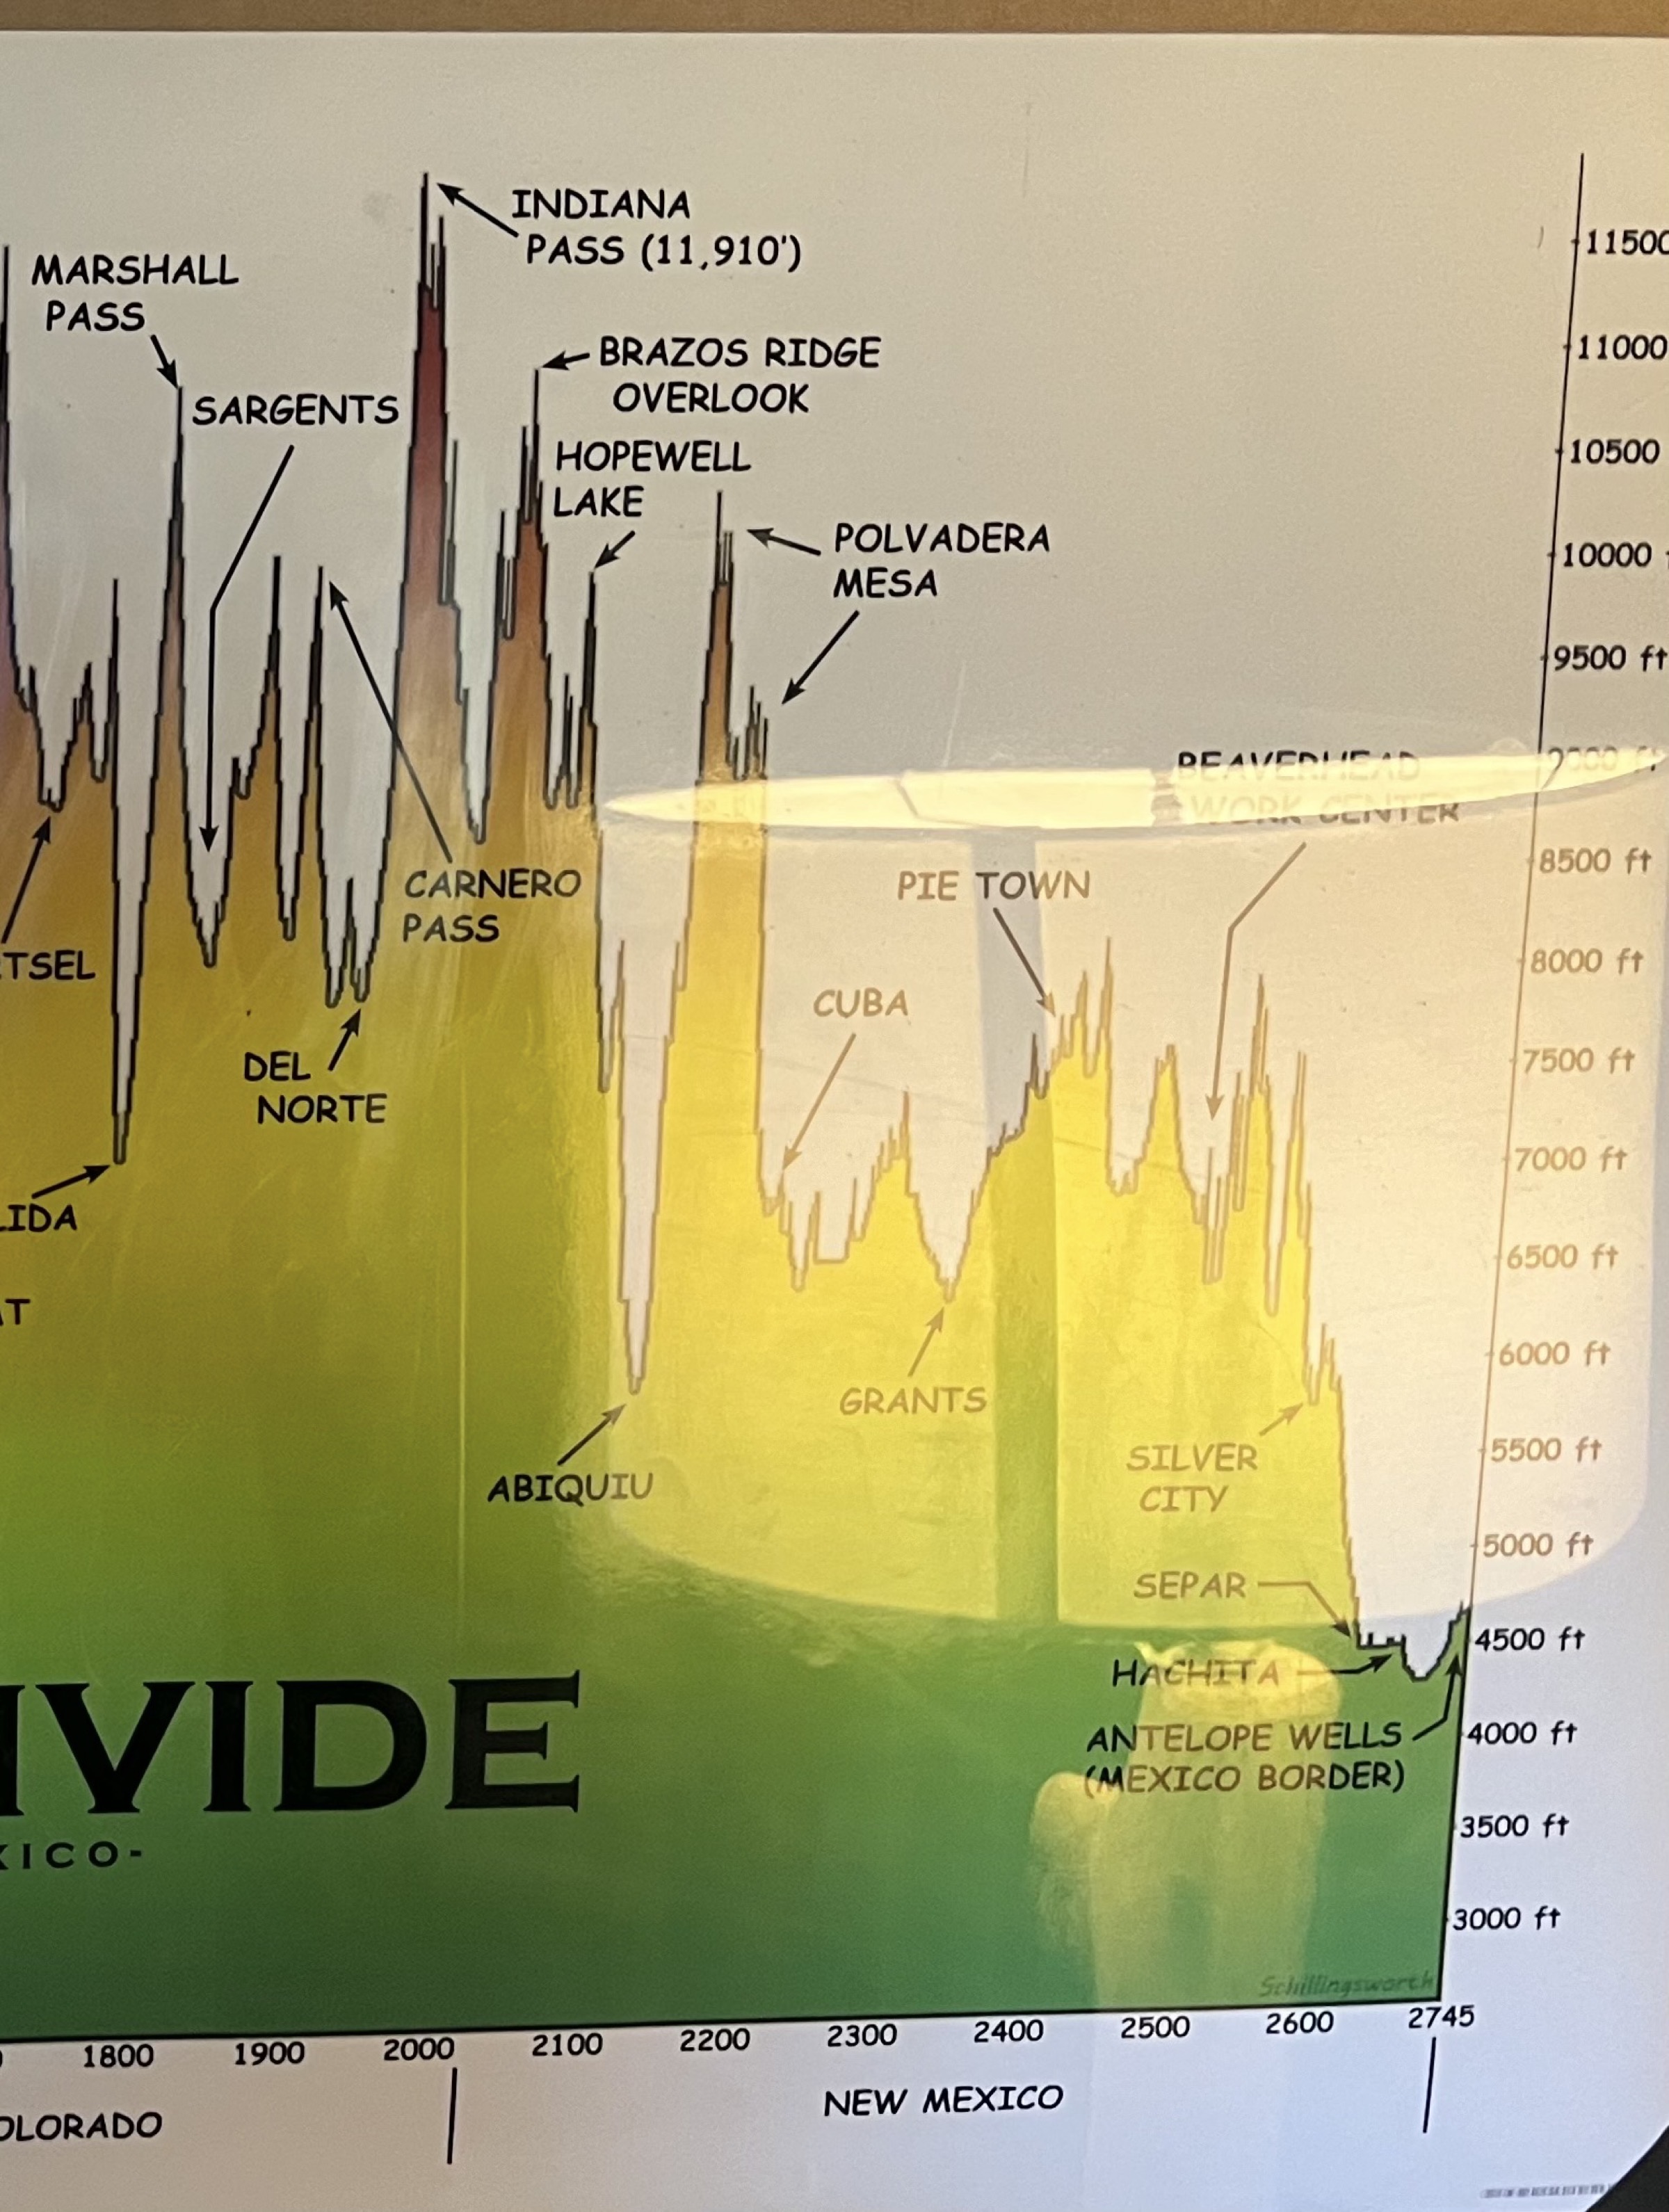 INDIANA
PASS (11,910')
11500
MARSHALL
PASS
11000
BRAZOS RIDGE
OVERLOOK
SARGENTS
10500
HOPEWELL
LAKE
POLVADERA
MESA
10000
9500 ft
BEAVERHEAD
WORK CENTER
9000 ft
8500 ft
CARNERO
PASS
PIE TOWN
TSEL
8000 ft
CUBA
7500 ft
DEL
NORTE
7000 ft
LIDA
6500 ft
AT
6000 ft
GRANTS
ABIQUIU
5500 ft
SILVER
CITY
5000 ft
SEPAR
4500 ft
HACHITA
ANTELOPE WELLS
(MEXICO BORDER)
4000 ft
IVIDE
XICO-
3500 ft
3000 ft
Schillingsworth
1800 1900 2000 2100 2200 2300 2400 2500 2600 2745
OLORADO
NEW MEXICO